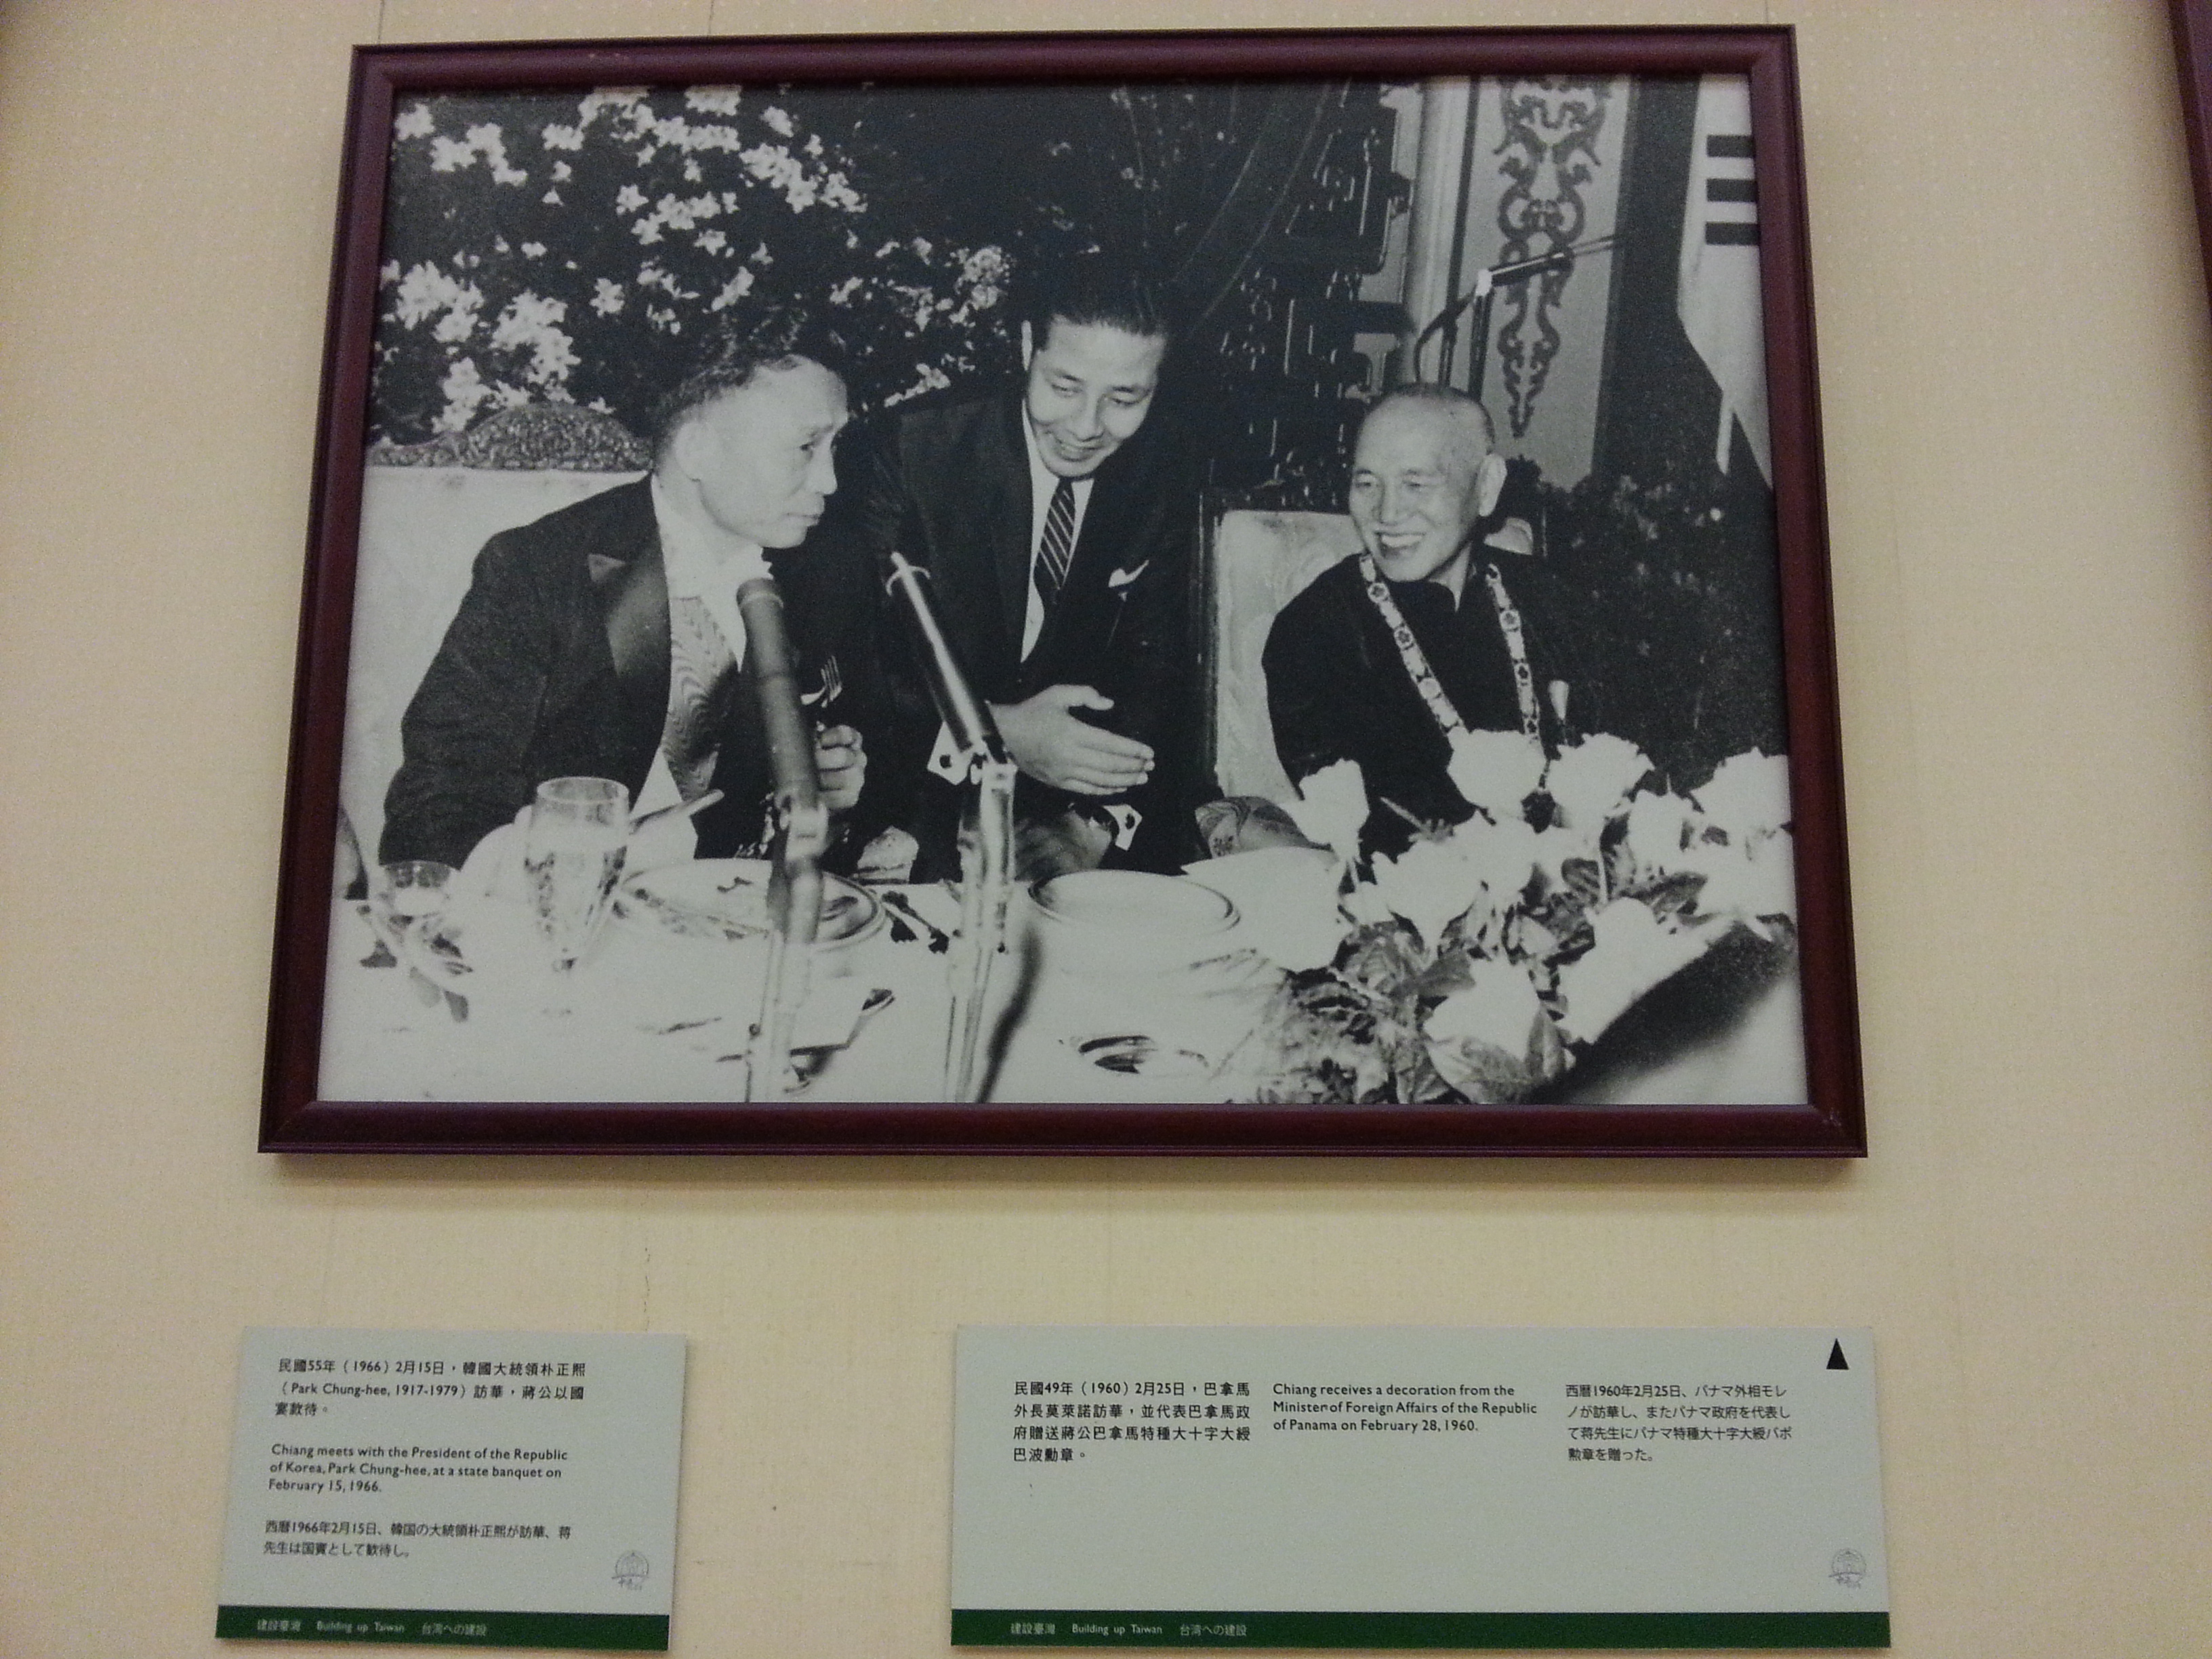 民國55年（1966）2月15日，韓國大統領朴正熙
（Park Chung-hee, 1917-1979）訪華，蔣公以國
宴款待。
Chiang meets with the President of the Republic
of Korea, Park Chung-hee, at a state banquet on
February 15, 1966.
西暦1966年2月15日、韓国の大統領朴正熙が訪華、蒋
先生は国賓として歓待し。
建設臺灣 Building up Taiwan 台湾への建設
民國49年（1960）2月25日，巴拿馬
外長莫萊諾訪華，並代表巴拿馬政
府贈送蔣公巴拿馬特種大十字大綬
巴波勳章。
Chiang receives a decoration from the
Minister of Foreign Affairs of the Republic
of Panama on February 28, 1960.
西暦1960年2月25日、パナマ外相モレ
ノが訪華し、またパナマ政府を代表し
て蒋先生にパナマ特種大十字大綬バボ
勲章を贈った。
建設臺灣 Building up Taiwan 台湾への建設